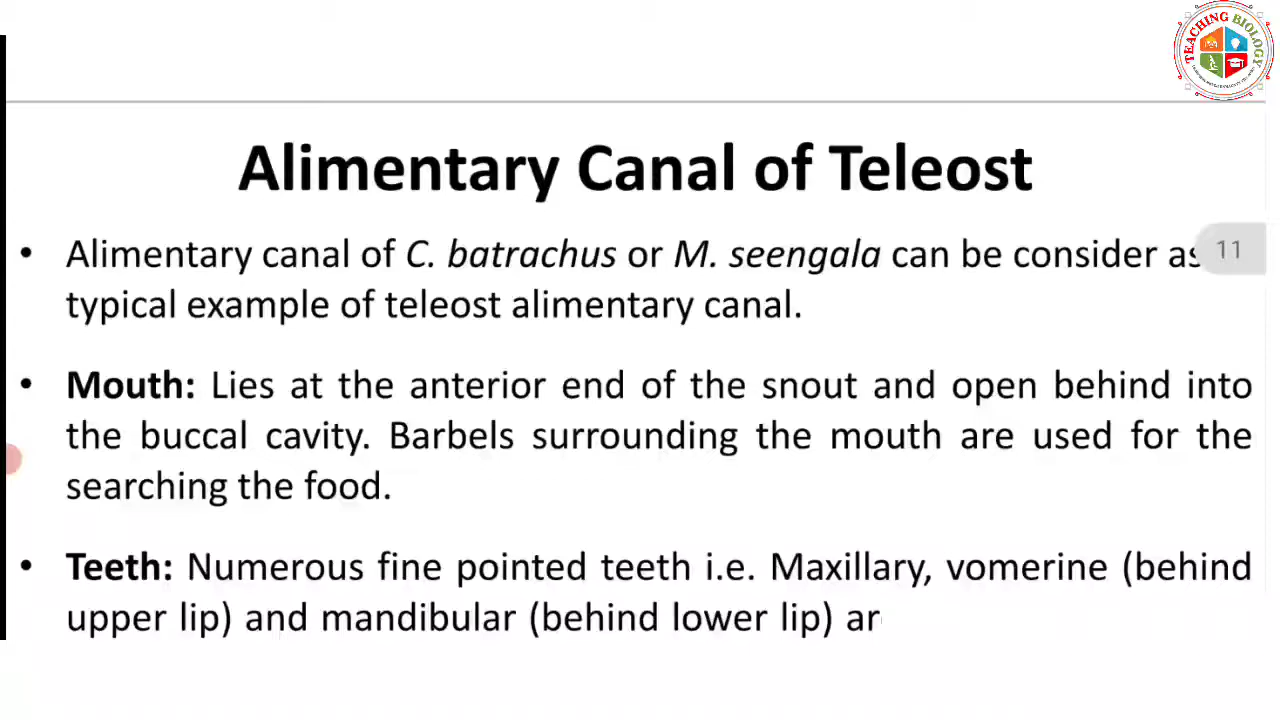 TEACHING BIOLOGY
Alimentary Canal of Teleost
• Alimentary canal of C. batrachus or M. seengala can be consider as
11
typical example of teleost alimentary canal.
• Mouth: Lies at the anterior end of the snout and open behind into
the buccal cavity. Barbels surrounding the mouth are used for the
searching the food.
• Teeth: Numerous fine pointed teeth i.e. Maxillary, vomerine (behind
upper lip) and mandibular (behind lower lip)